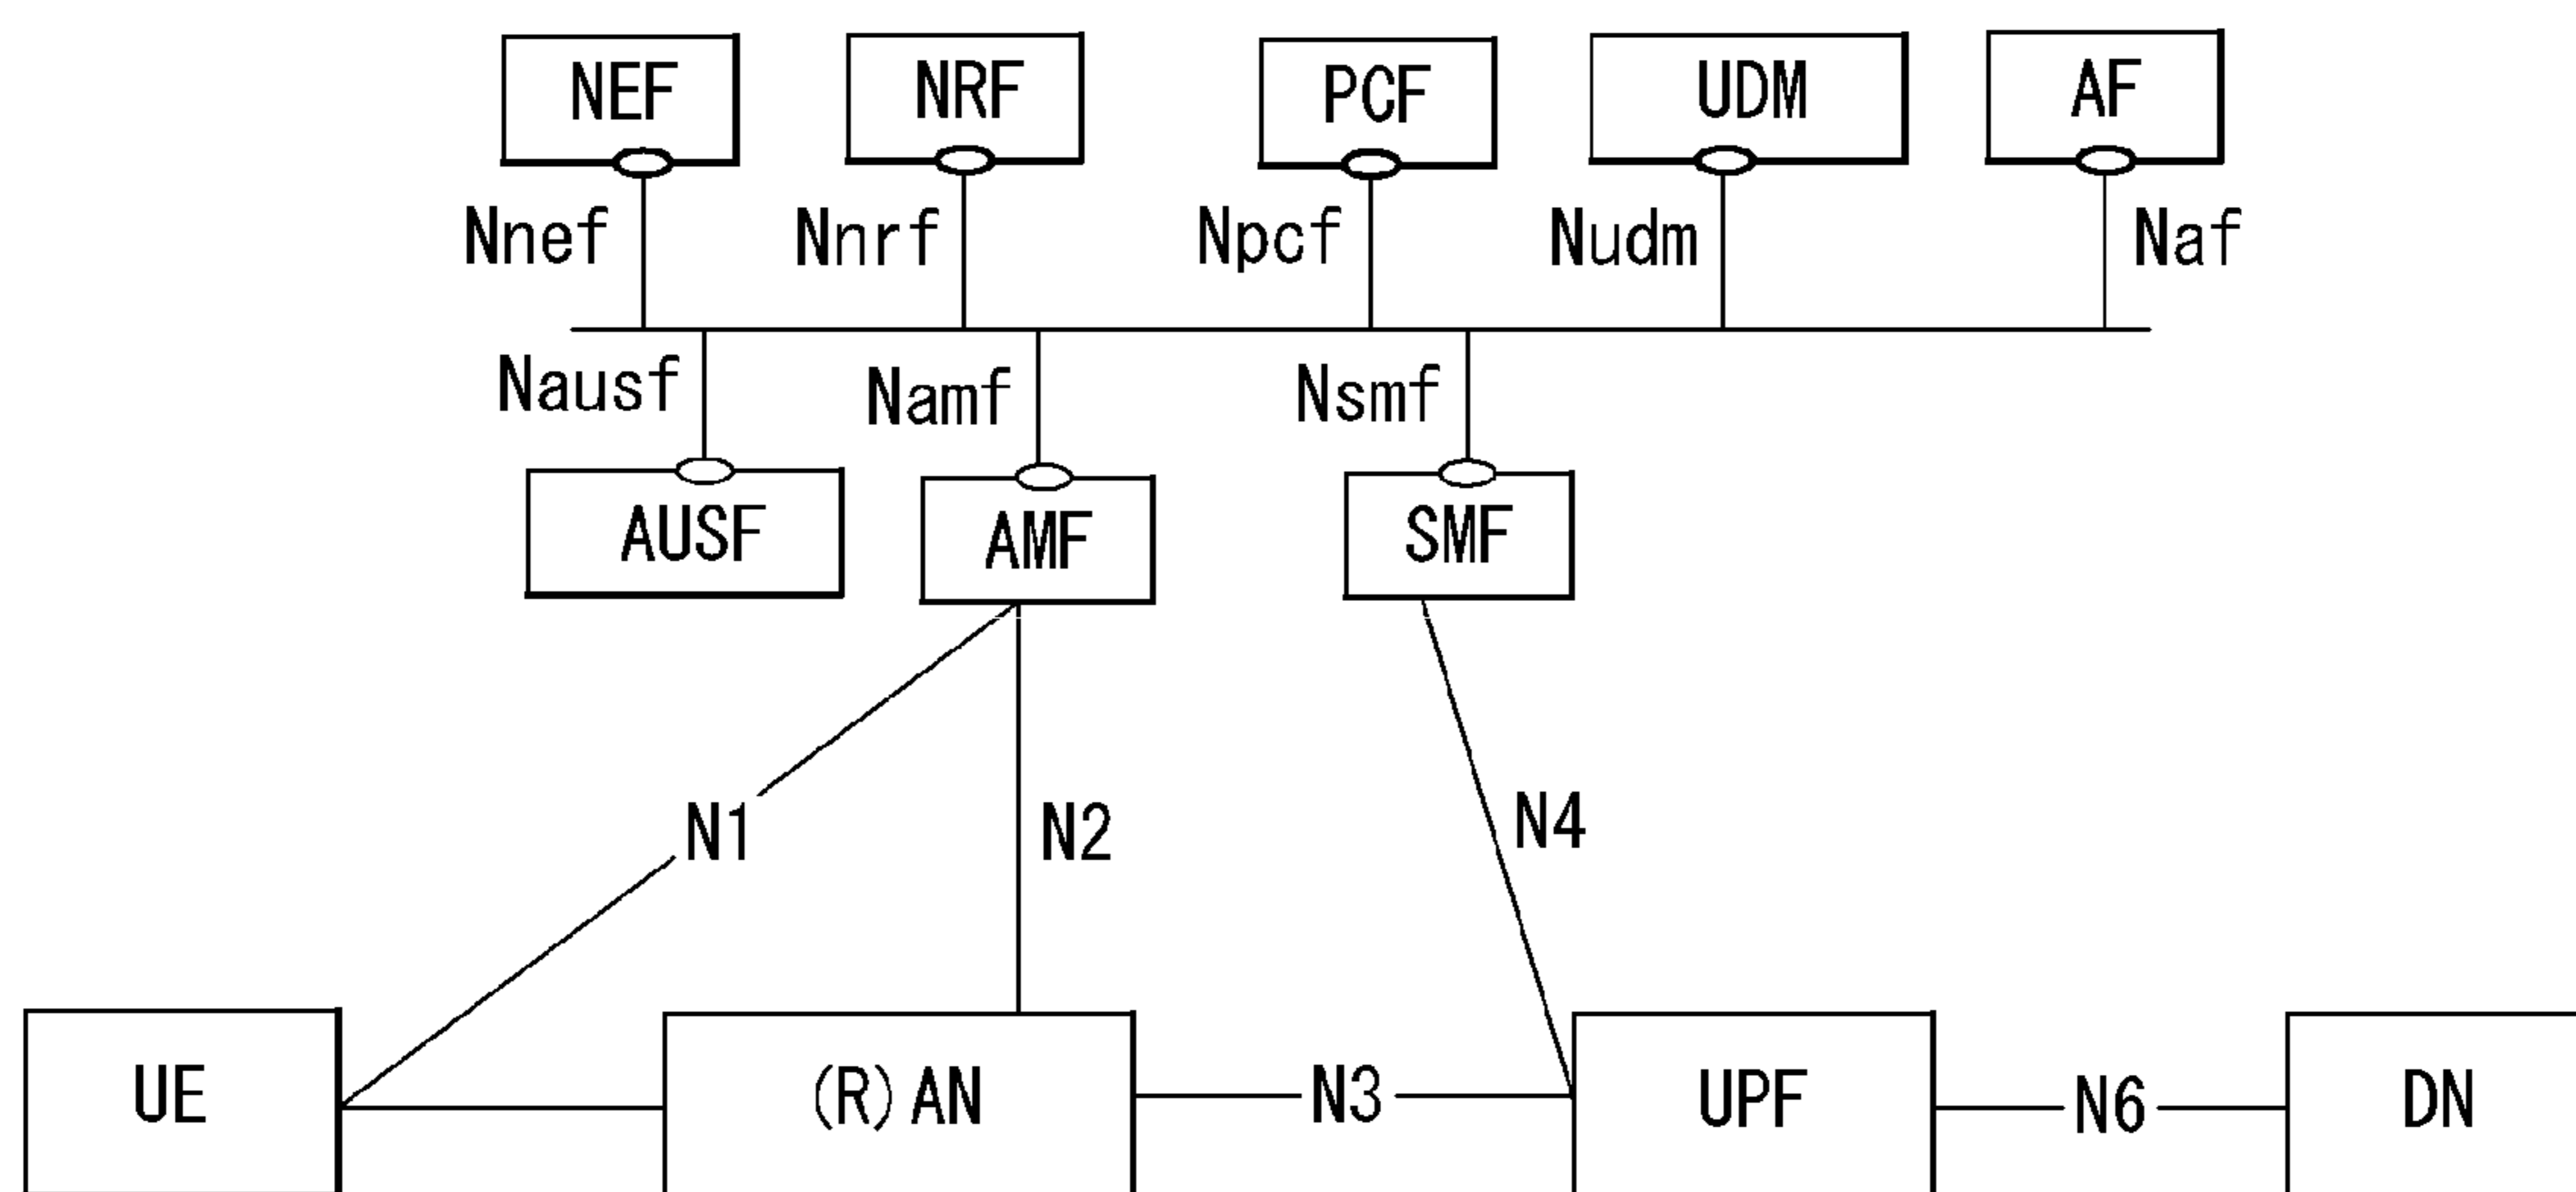 NEF NRF PCF UDM AF
Nnef Nnrf Npcf Nudm Naf
Nausf Namf Nsmf
AUSF AMF SMF
N1 N2 N4
UE (R)AN N3 UPF N6 DN